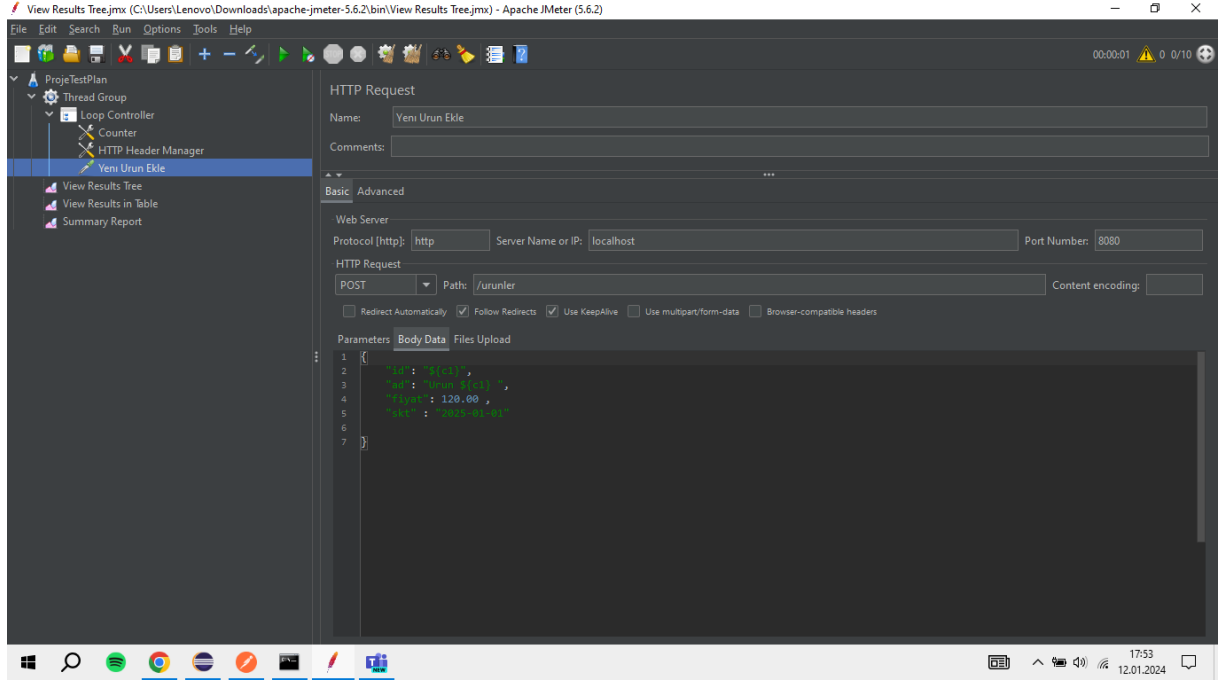 View Results Tree.jmx (C:\Users\Lenovo\Downloads\apache-jmeter-5.6.2\bin\View Results Tree.jmx) - Apache JMeter (5.6.2)
File Edit Search Run Options Tools Help
00:00:01 0 0/10
ProjeTestPlan
Thread Group
Loop Controller
Counter
HTTP Header Manager
Yenı Urun Ekle
View Results Tree
View Results in Table
Summary Report
HTTP Request
Name: Yenı Urun Ekle
Comments:
Basic Advanced
Web Server
Protocol [http]: http Server Name or IP: localhost Port Number: 8080
HTTP Request
POST Path: /urunler Content encoding:
Redirect Automatically Follow Redirects Use KeepAlive Use multipart/form-data Browser-compatible headers
Parameters Body Data Files Upload
1 {
2 "id": "${c1}",
3 "ad": "Urun ${c1} ",
4 "fiyat": 120.00 ,
5 "skt" : "2025-01-01"
6
7 }
NEW
17:53
12.01.2024